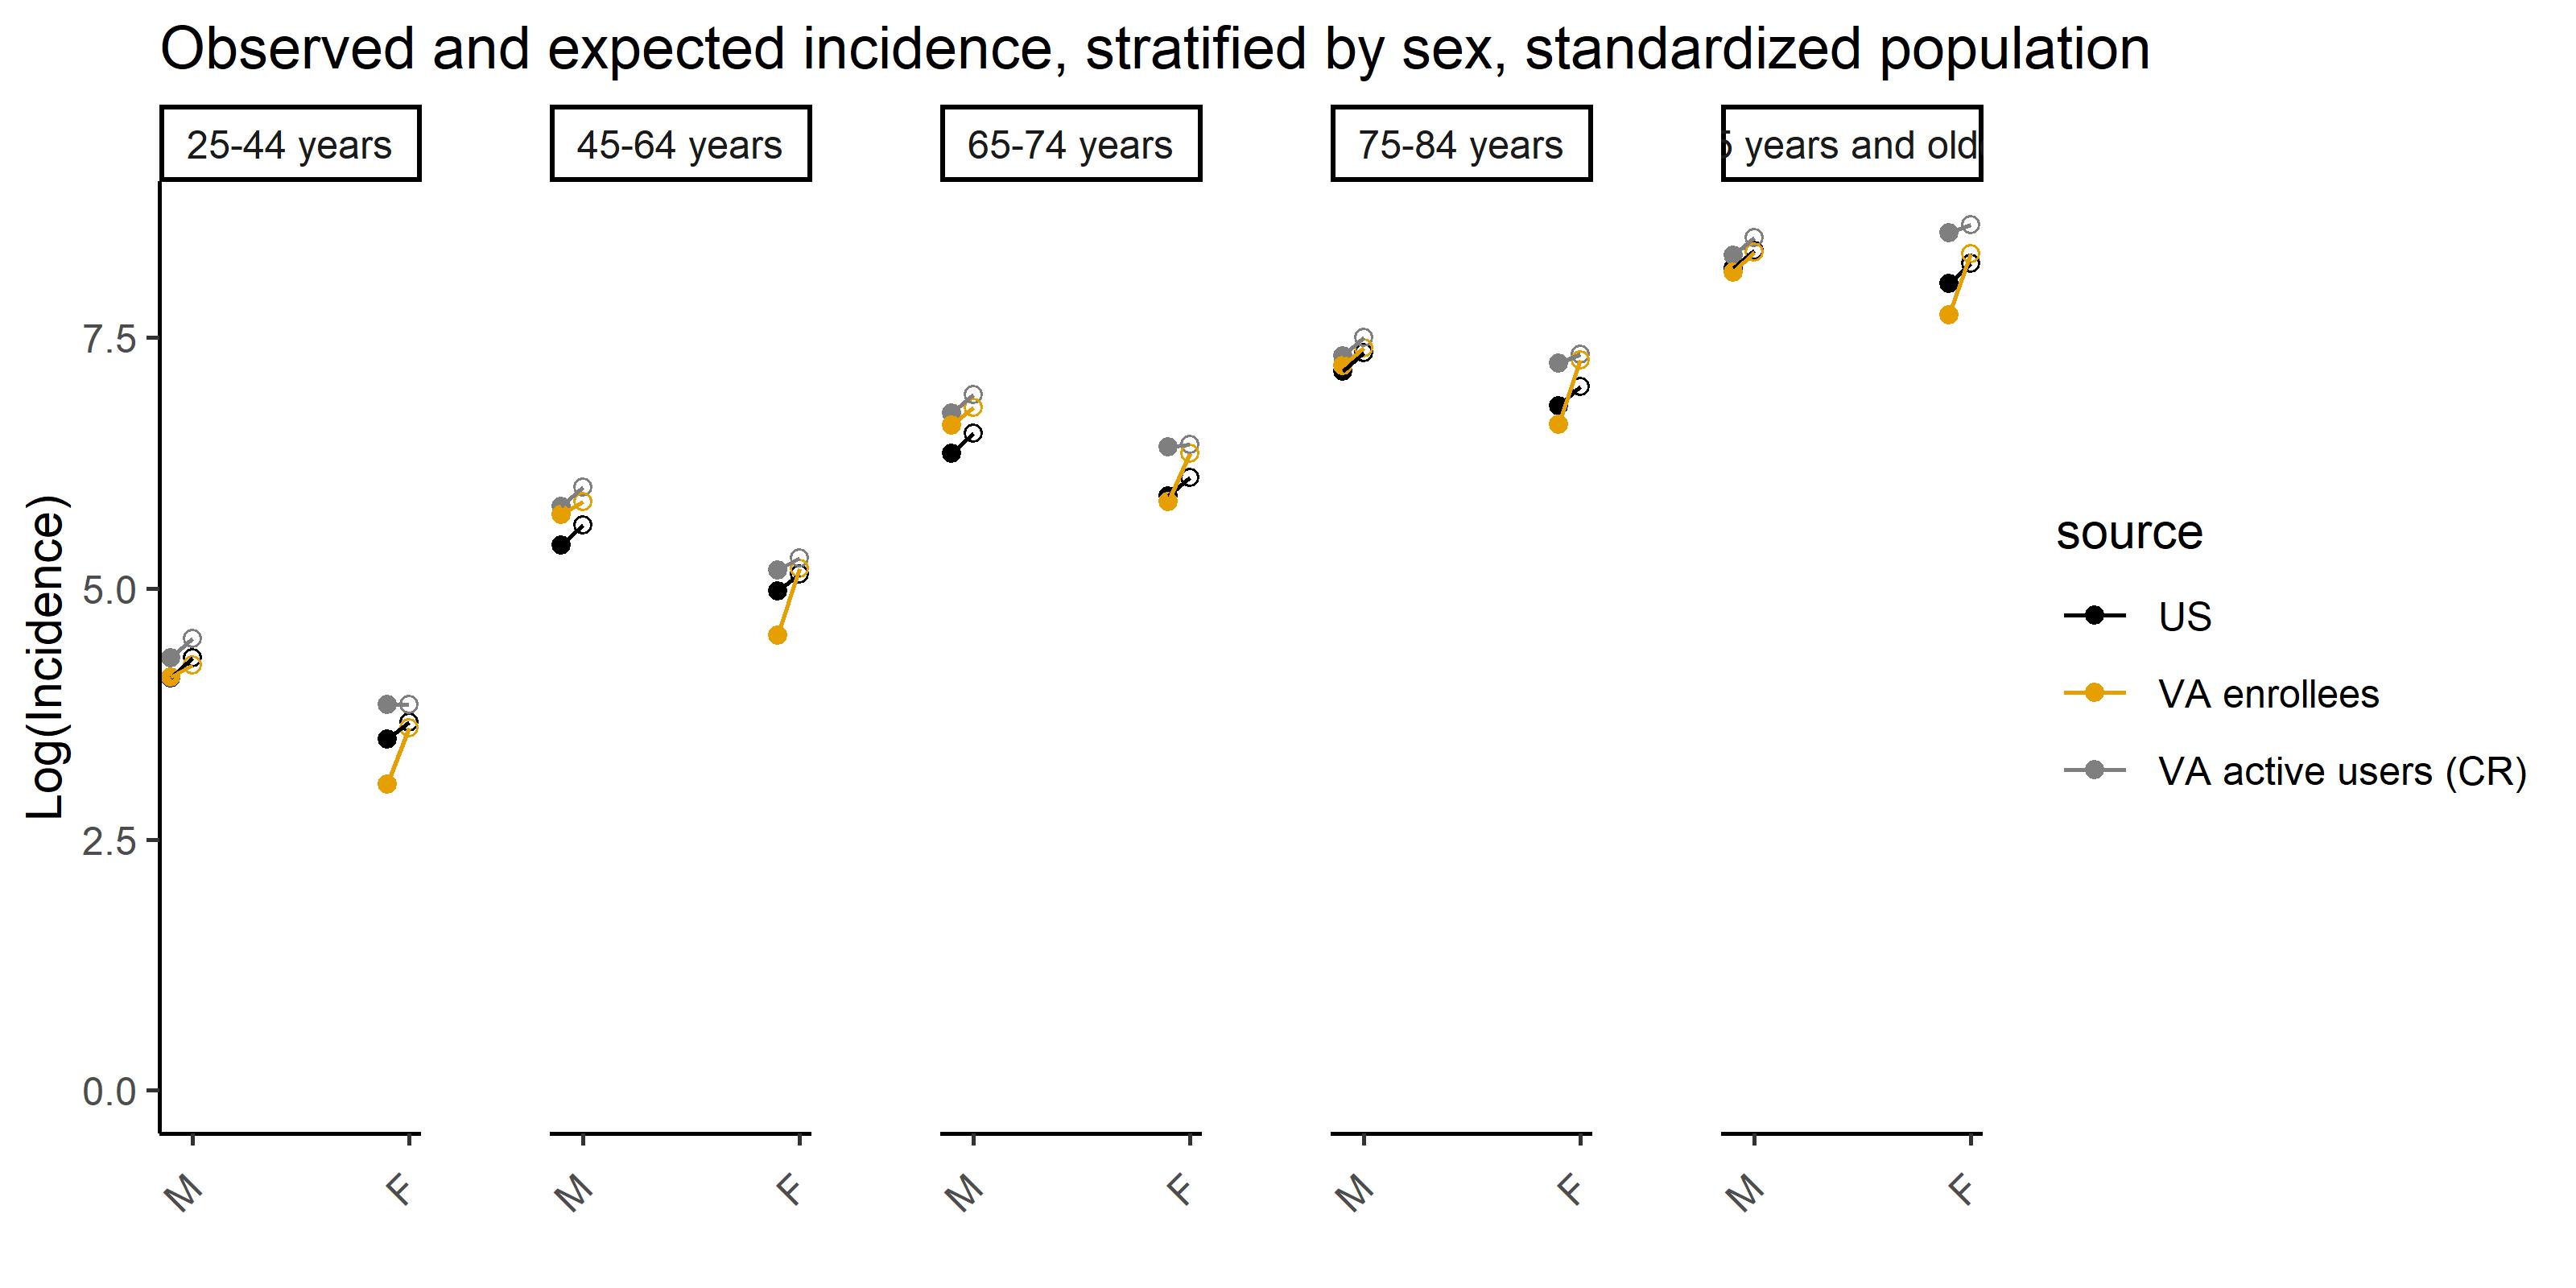 Observed and expected incidence, stratified by sex, standardized population
25-44 years
45-64 years
65-74 years
75-84 years
5 years and old
Log(Incidence)
7.5
5.0
2.5
0.0
M
F
M
F
M
F
M
F
M
F
source
US
VA enrollees
VA active users (CR)